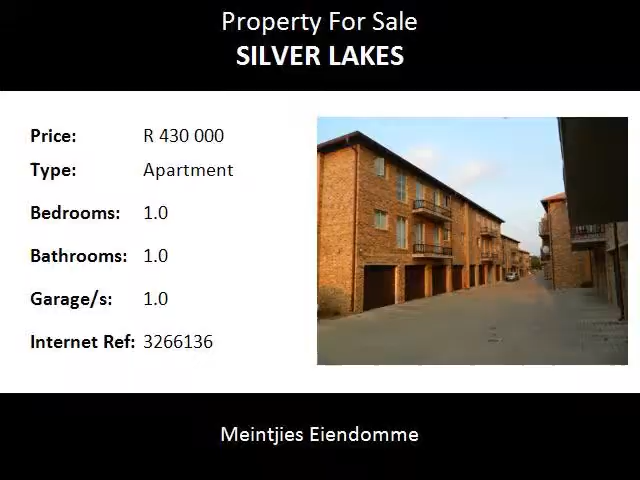 Property For Sale
SILVER LAKES
Price: R 430 000
Type: Apartment
Bedrooms: 1.0
Bathrooms: 1.0
Garage/s: 1.0
Internet Ref: 3266136
Meintjies Eiendomme